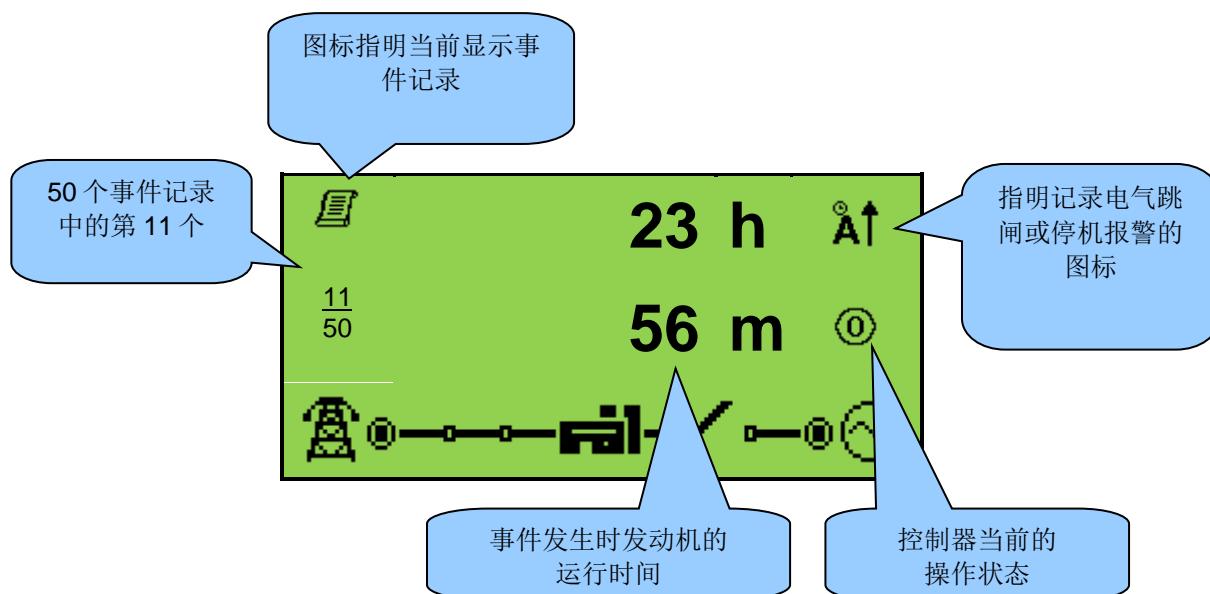 图标指明当前显示事
件记录
50 个事件记录
中的第 11 个
指明记录电气跳
闸或停机报警的
图标
23 h
A
11
50
56 m
0
事件发生时发动机的
运行时间
控制器当前的
操作状态